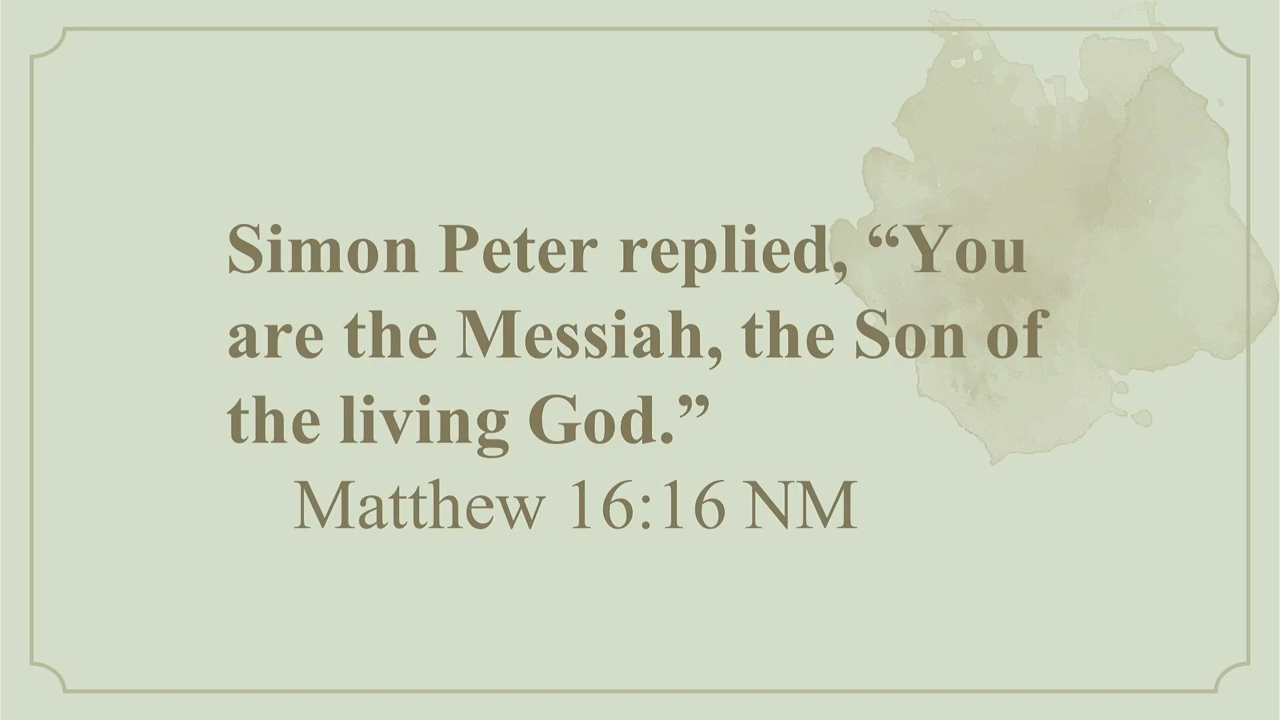 Simon Peter replied, “You
are the Messiah, the Son of
the living God.”
Matthew 16:16 NM